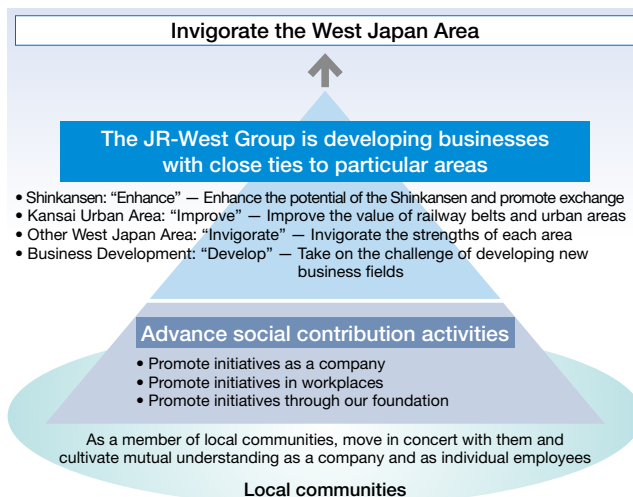 Invigorate the West Japan Area
The JR-West Group is developing businesses
with close ties to particular areas
• Shinkansen: “Enhance” — Enhance the potential of the Shinkansen and promote exchange
• Kansai Urban Area: “Improve” — Improve the value of railway belts and urban areas
• Other West Japan Area: “Invigorate” — Invigorate the strengths of each area
• Business Development: “Develop” — Take on the challenge of developing new
business fields
Advance social contribution activities
• Promote initiatives as a company
• Promote initiatives in workplaces
• Promote initiatives through our foundation
As a member of local communities, move in concert with them and
cultivate mutual understanding as a company and as individual employees
Local communities